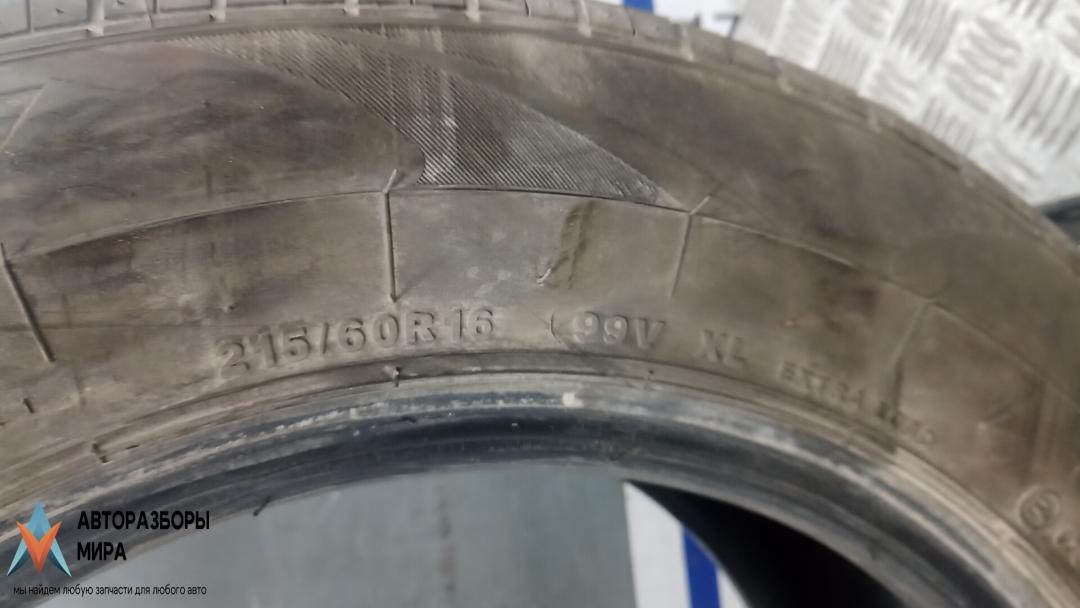 215/60R16 99V XL EXTRA LOAD
АВТОРАЗБОРЫ
МИРА
мы найдем любую запчасти для любого авто